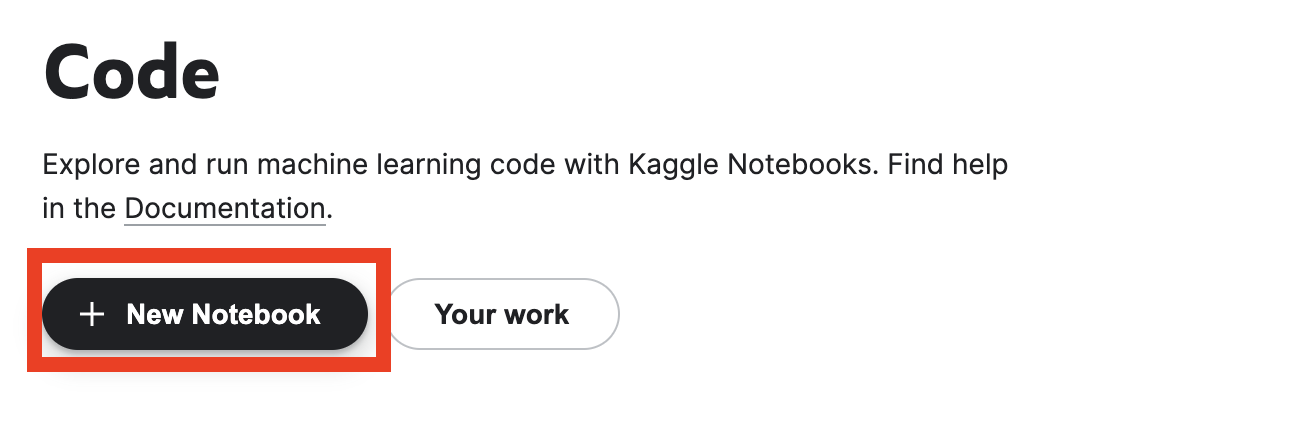 Code
Explore and run machine learning code with Kaggle Notebooks. Find help
in the Documentation.
+ New Notebook
Your work